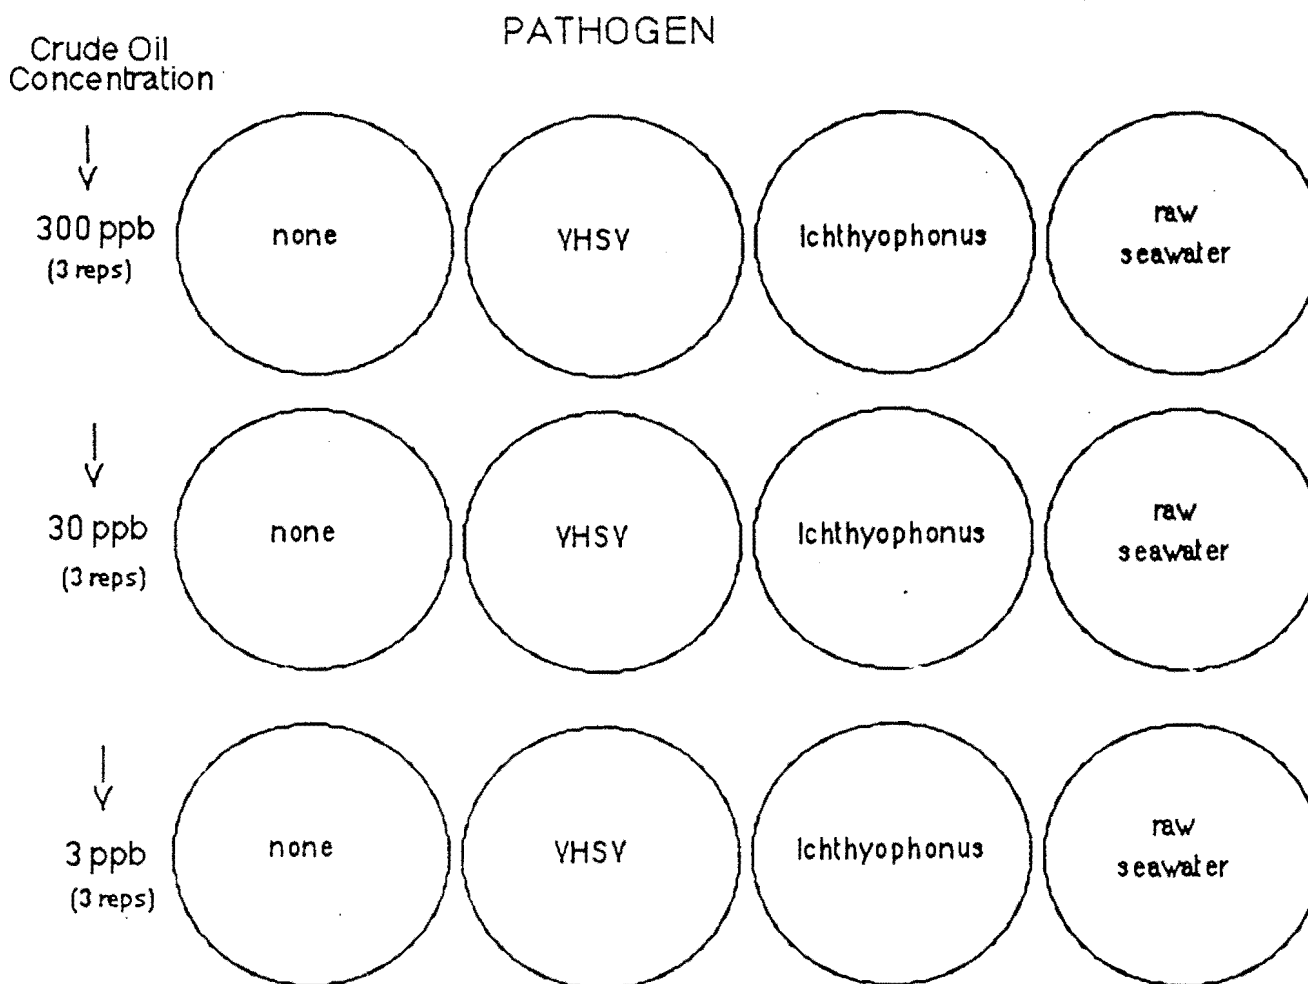 PATHOGEN
Crude Oil
Concentration
300 ppb
(3 reps)
none
VHSV
Ichthyophonus
raw
seawater
30 ppb
(3 reps)
none
VHSV
Ichthyophonus
raw
seawater
3 ppb
(3 reps)
none
VHSV
Ichthyophonus
raw
seawater